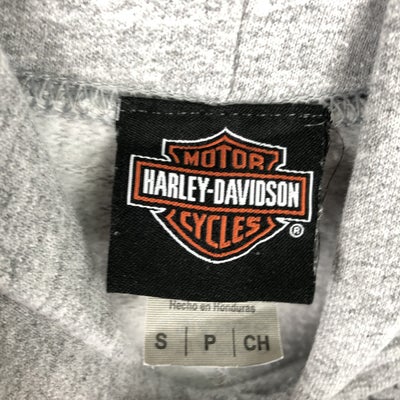 MOTOR
HARLEY-DAVIDSON
CYCLES
®
Hecho en Honduras
S | P | CH